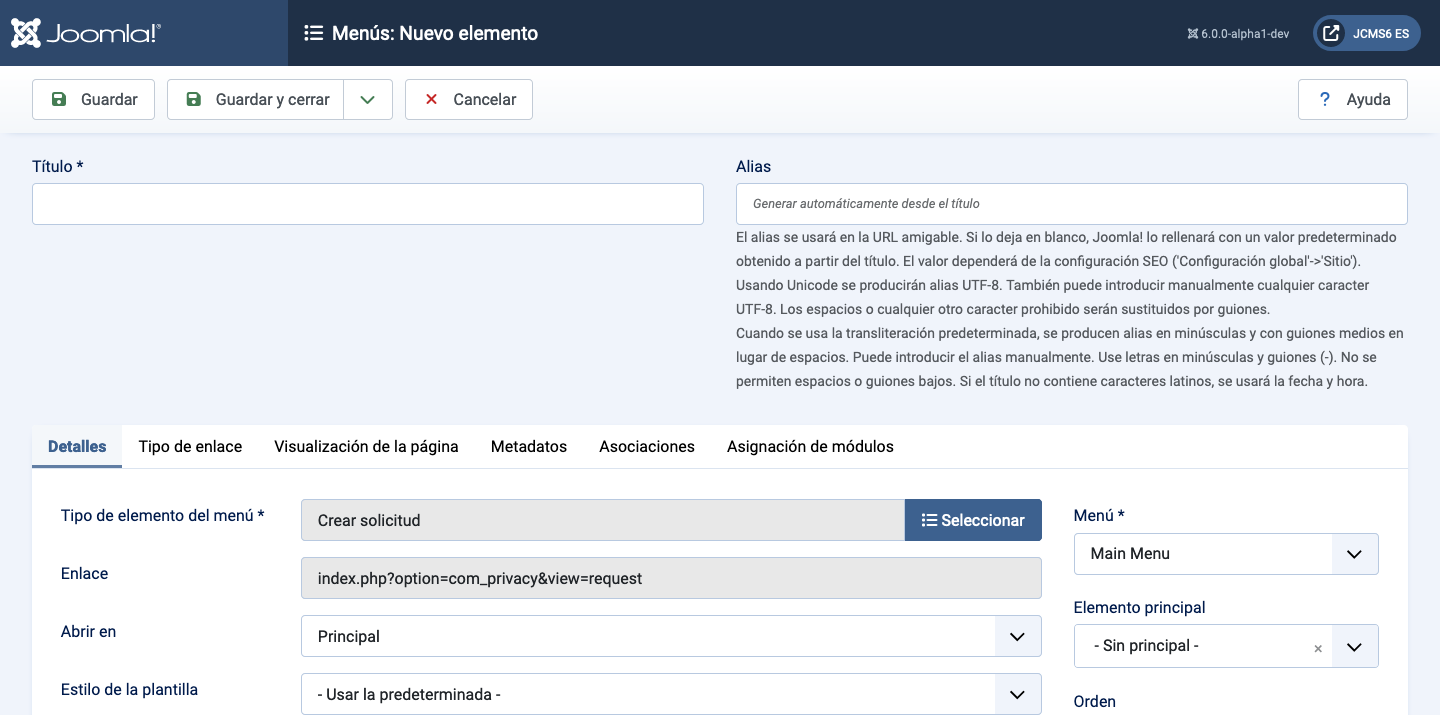 Joomla!®
Menús: Nuevo elemento
6.0.0-alpha1-dev
JCMS6 ES
Guardar
Guardar y cerrar
Cancelar
? Ayuda
Título *
Alias
Generar automáticamente desde el título
El alias se usará en la URL amigable. Si lo deja en blanco, Joomla! lo rellenará con un valor predeterminado
obtenido a partir del título. El valor dependerá de la configuración SEO ('Configuración global'->'Sitio').
Usando Unicode se producirán alias UTF-8. También puede introducir manualmente cualquier caracter
UTF-8. Los espacios o cualquier otro caracter prohibido serán sustituidos por guiones.
Cuando se usa la transliteración predeterminada, se producen alias en minúsculas y con guiones medios en
lugar de espacios. Puede introducir el alias manualmente. Use letras en minúsculas y guiones (-). No se
permiten espacios o guiones bajos. Si el título no contiene caracteres latinos, se usará la fecha y hora.
Detalles
Tipo de enlace
Visualización de la página
Metadatos
Asociaciones
Asignación de módulos
Tipo de elemento del menú *
Crear solicitud
Seleccionar
Enlace
index.php?option=com_privacy&view=request
Abrir en
Principal
Estilo de la plantilla
- Usar la predeterminada -
Menú *
Main Menu
Elemento principal
- Sin principal -
×
Orden